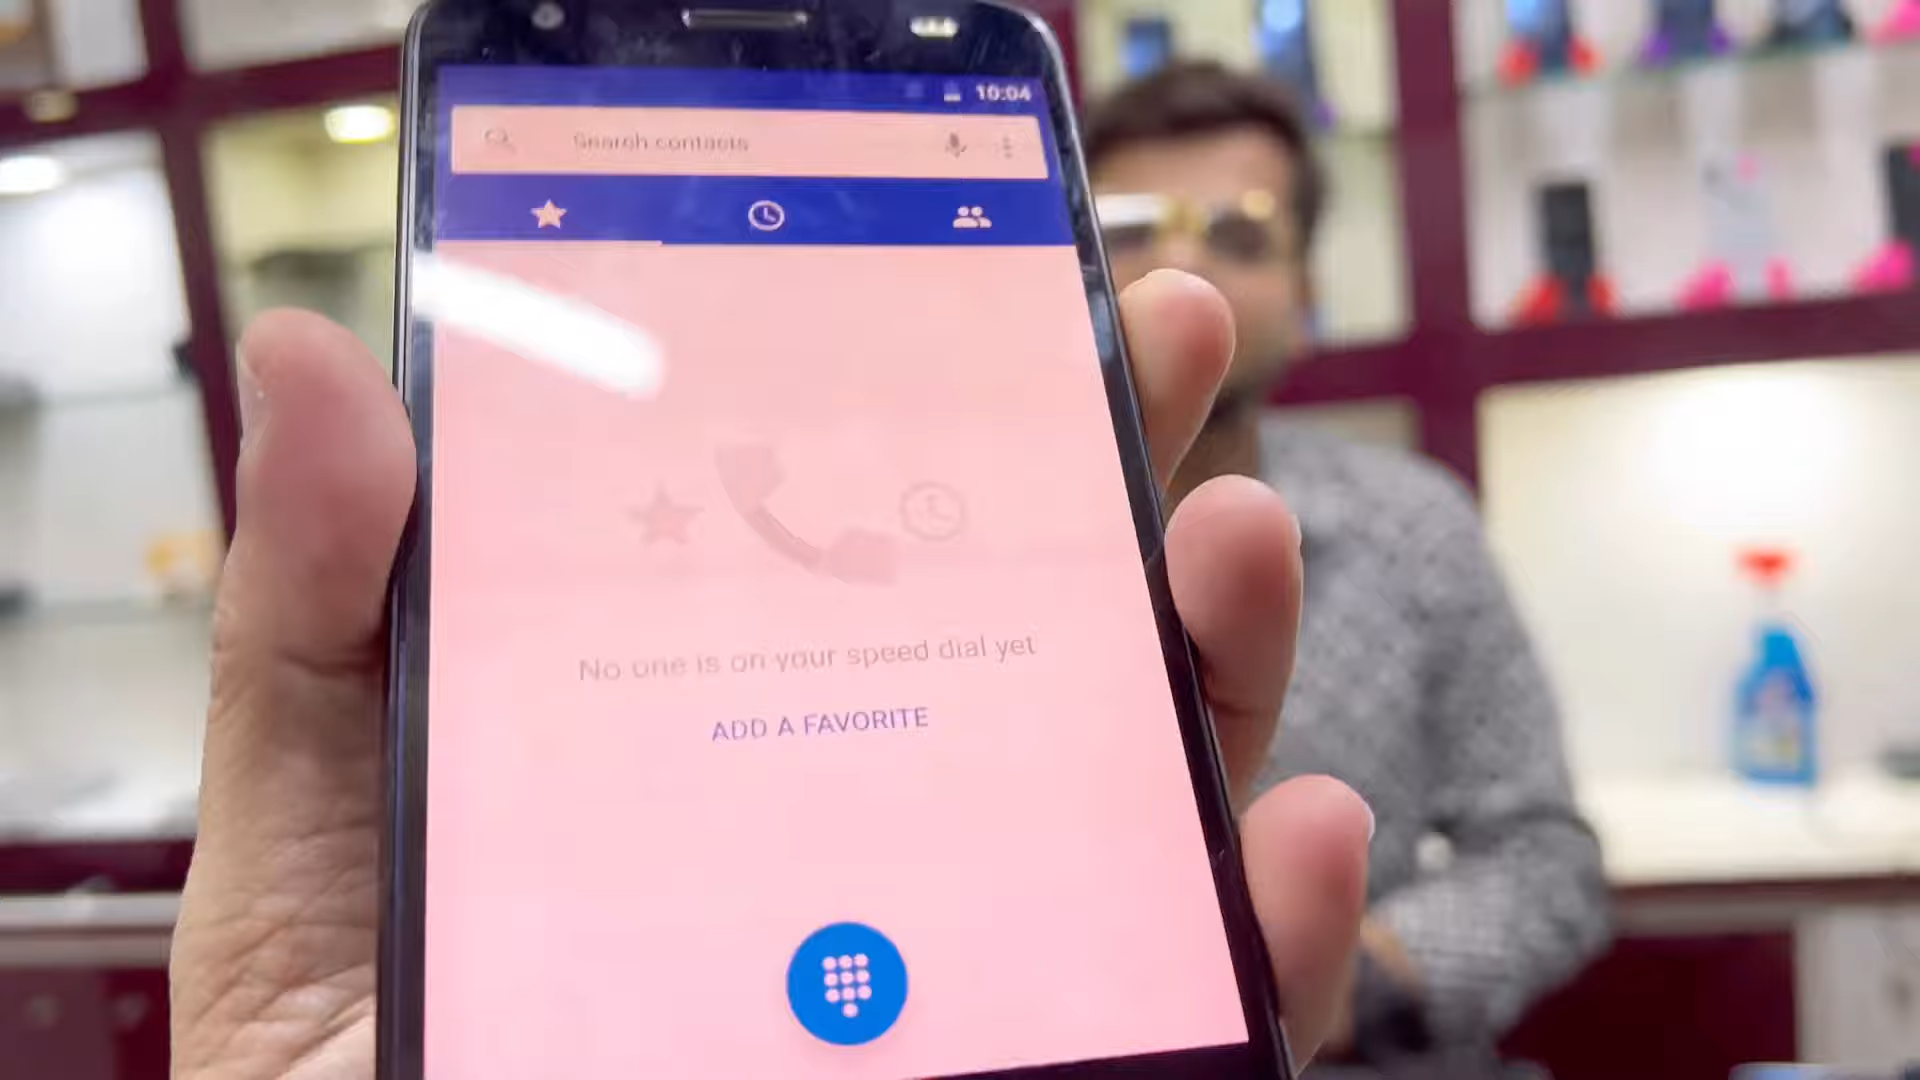 10:04
Search contacts
No one is on your speed dial yet
ADD A FAVORITE